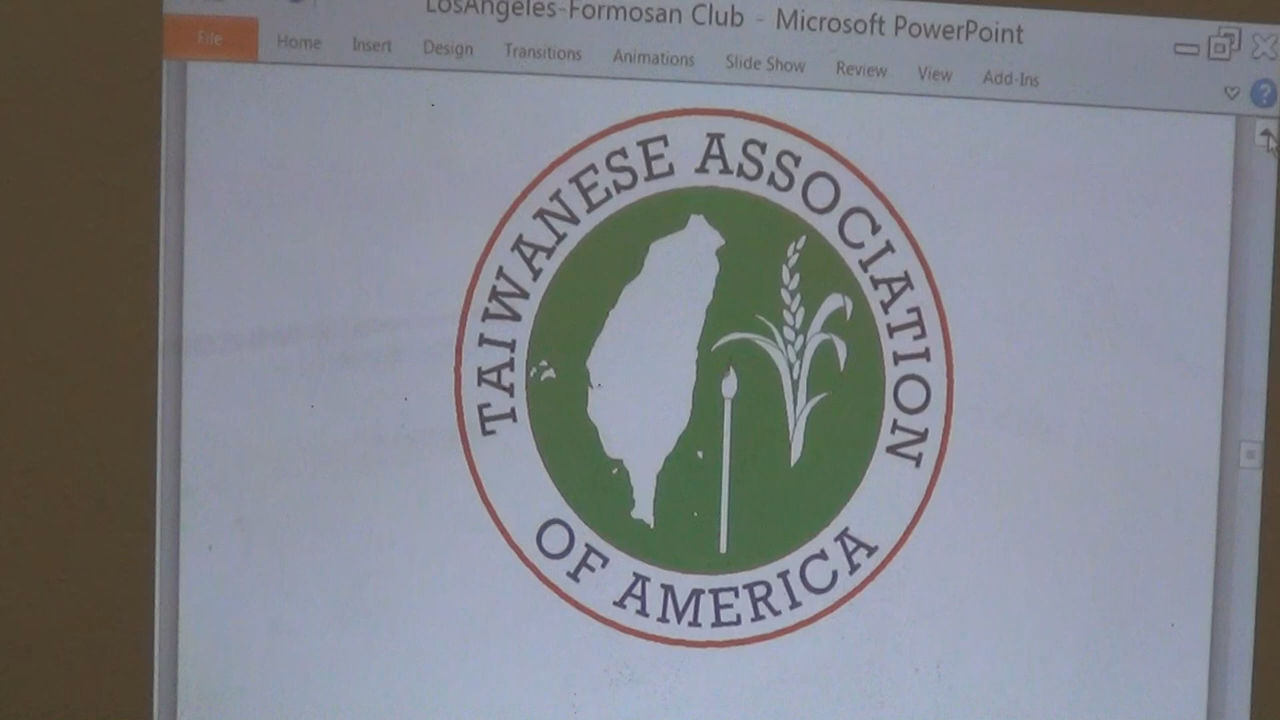 LosAngeles-Formosan Club - Microsoft PowerPoint
File Home Insert Design Transitions Animations Slide Show Review View Add-Ins
?
TAIWANESE ASSOCIATION
OF AMERICA